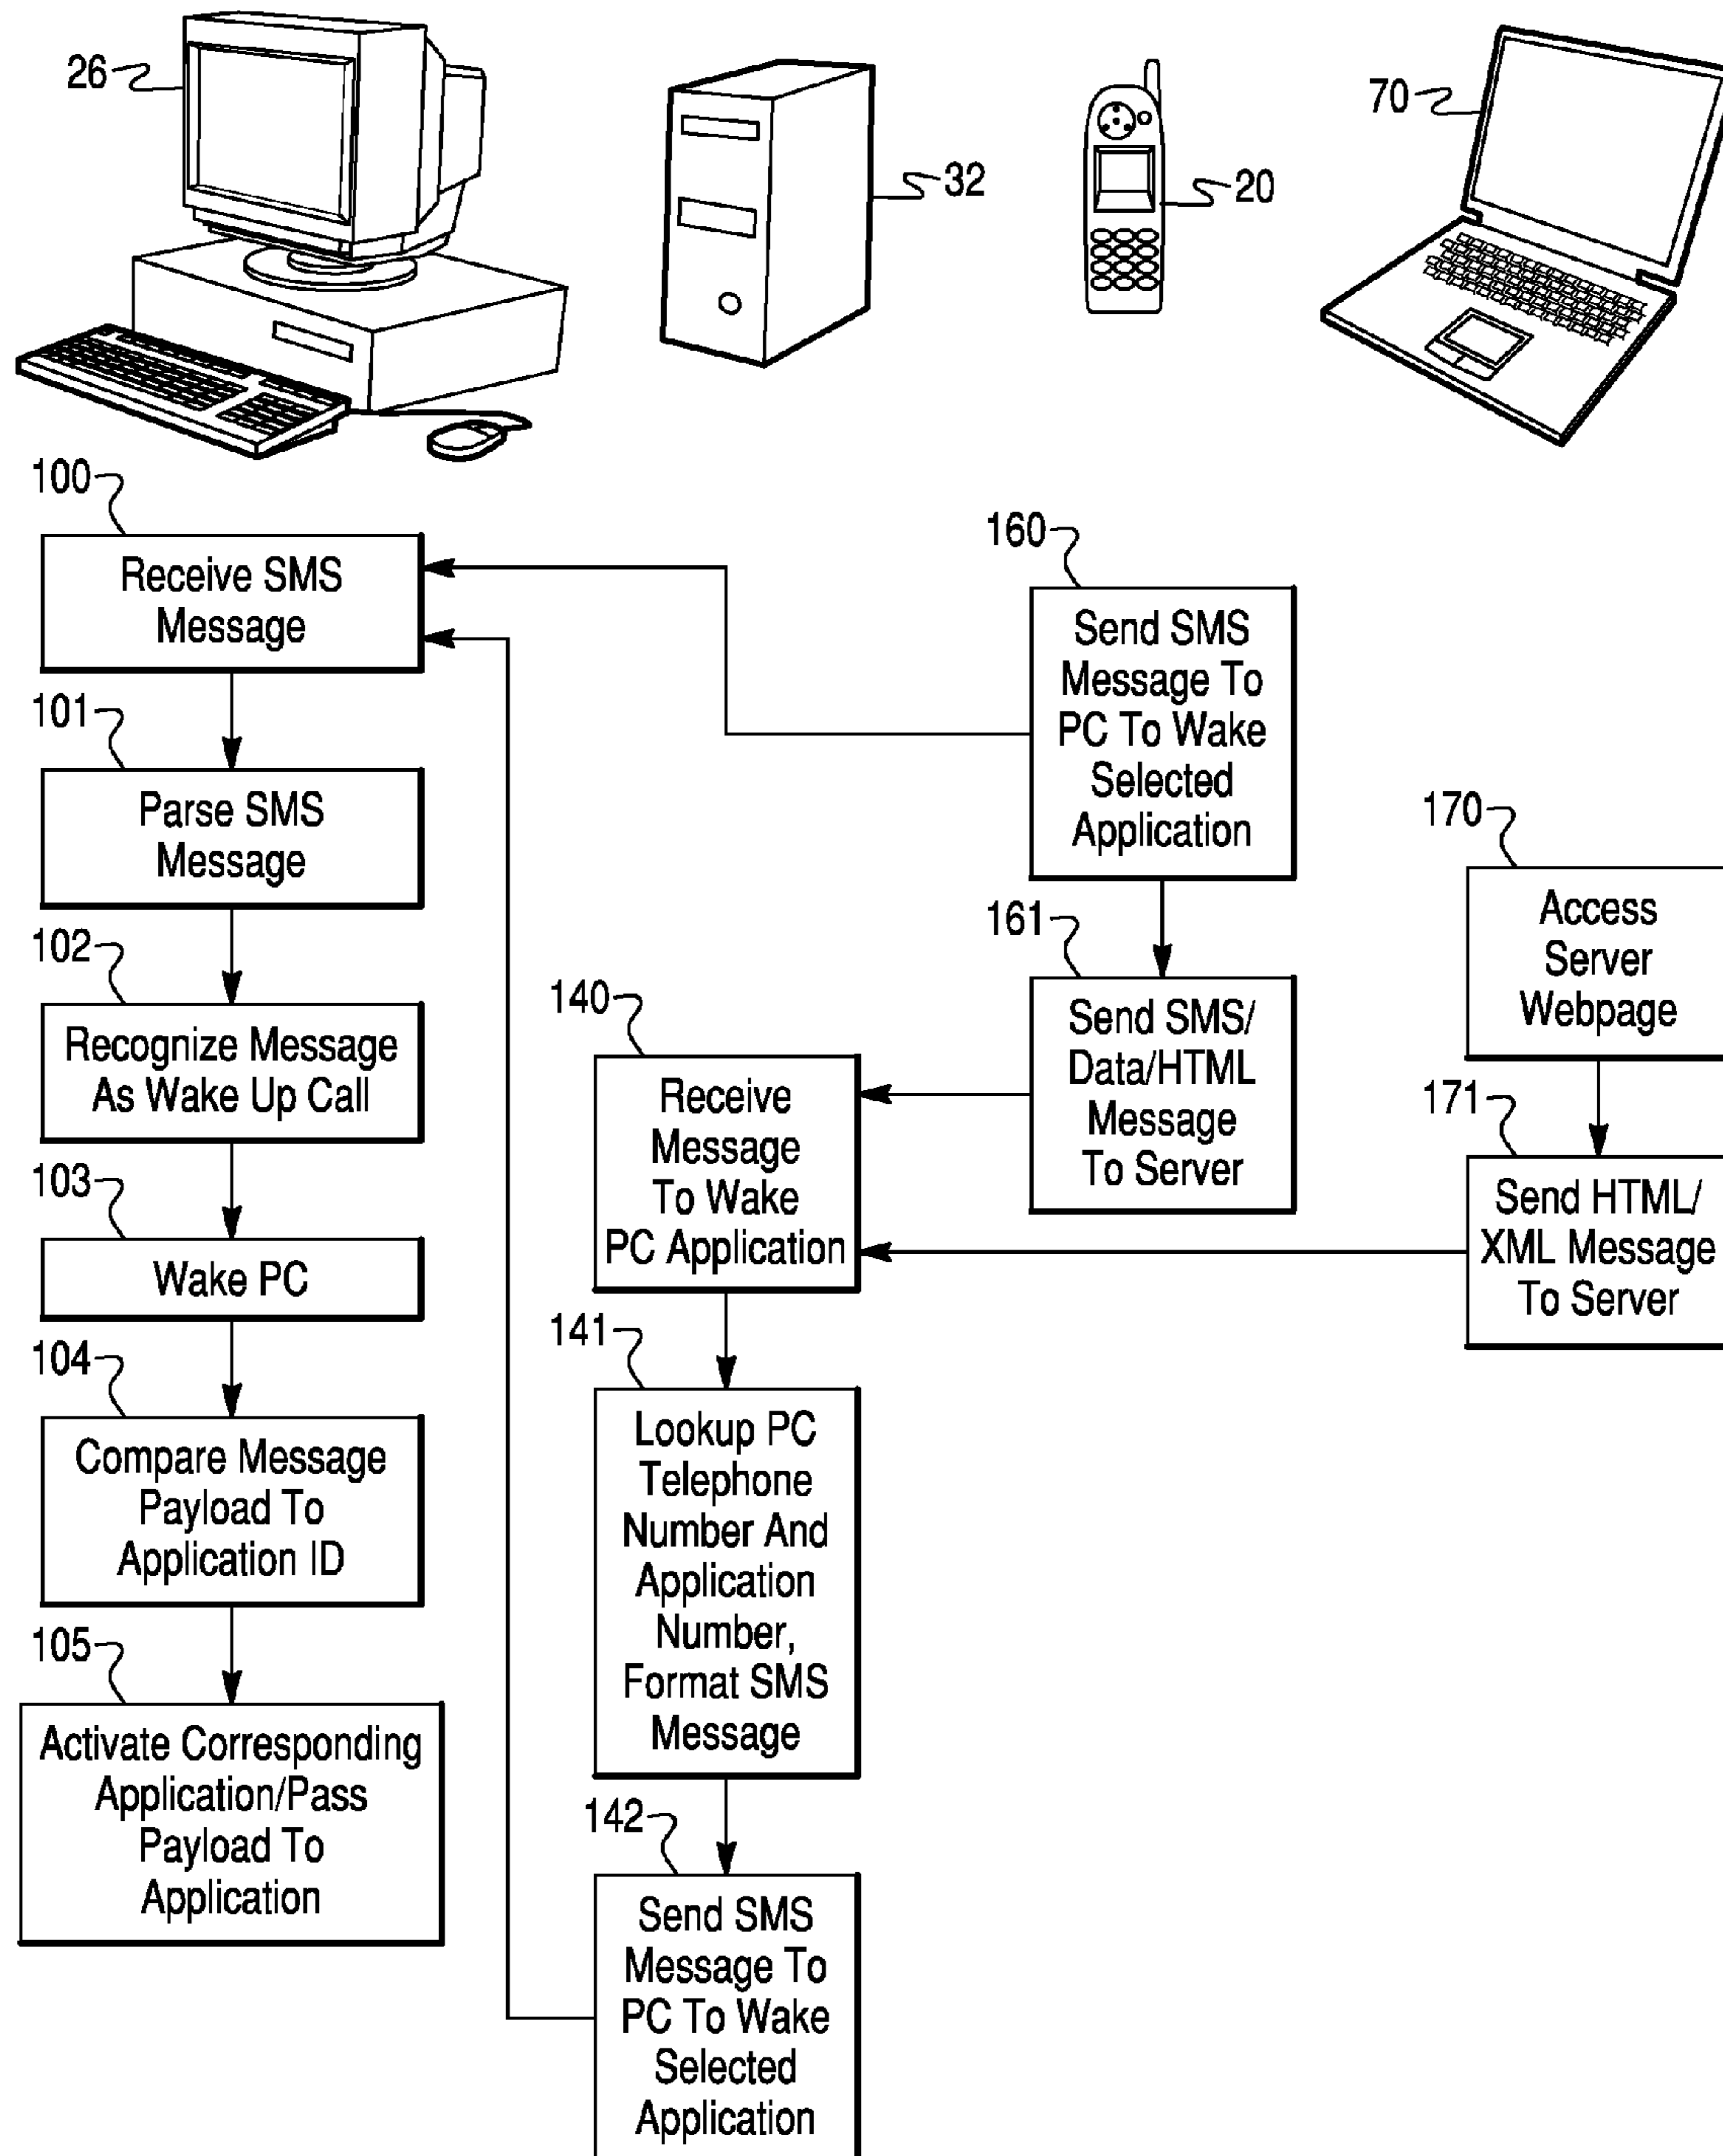 26
32
20
70
100
Receive SMS
Message
101
Parse SMS
Message
102
Recognize Message
As Wake Up Call
103
Wake PC
104
Compare Message
Payload To
Application ID
105
Activate Corresponding
Application/Pass
Payload To
Application
140
Receive
Message
To Wake
PC Application
141
Lookup PC
Telephone
Number And
Application
Number,
Format SMS
Message
142
Send SMS
Message To
PC To Wake
Selected
Application
160
Send SMS
Message To
PC To Wake
Selected
Application
161
Send SMS/
Data/HTML
Message
To Server
170
Access
Server
Webpage
171
Send HTML/
XML Message
To Server